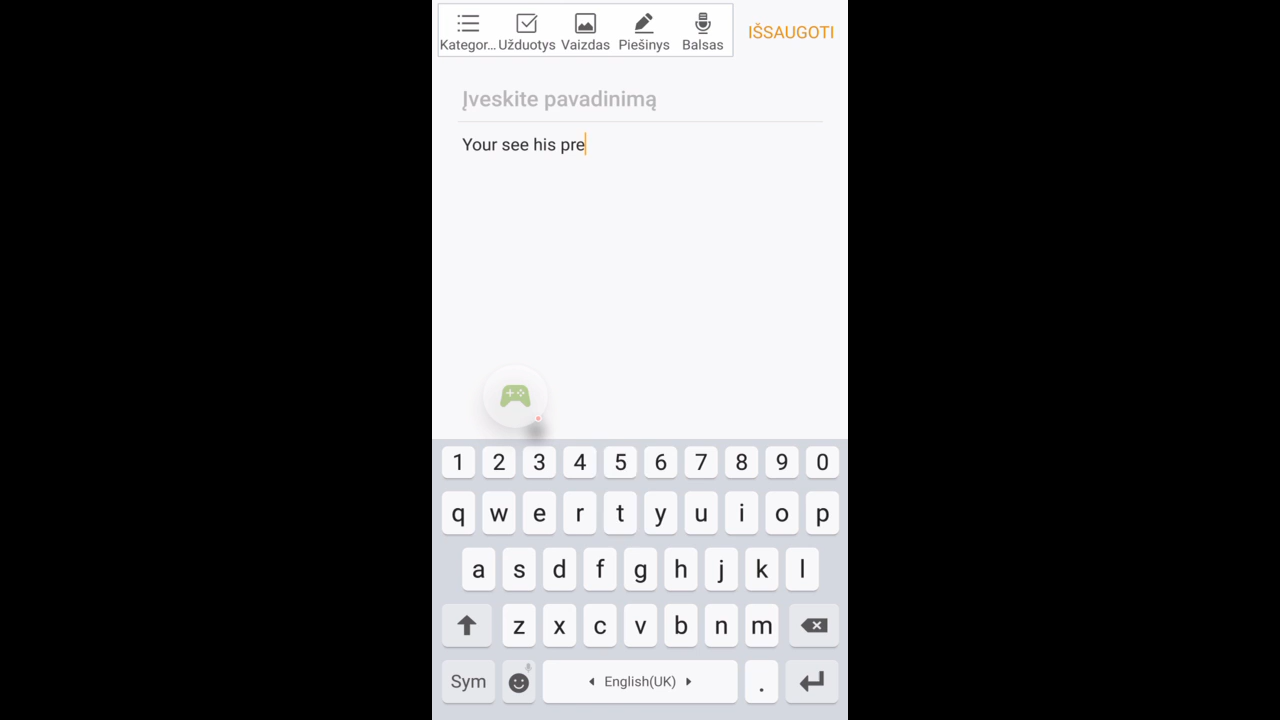 Kategor... Užduotys Vaizdas Piešinys Balsas IŠSAUGOTI
Įveskite pavadinimą
Your see his pre
1 2 3 4 5 6 7 8 9 0
q w e r t y u i o p
a s d f g h j k l
z x c v b n m
Sym English(UK) .